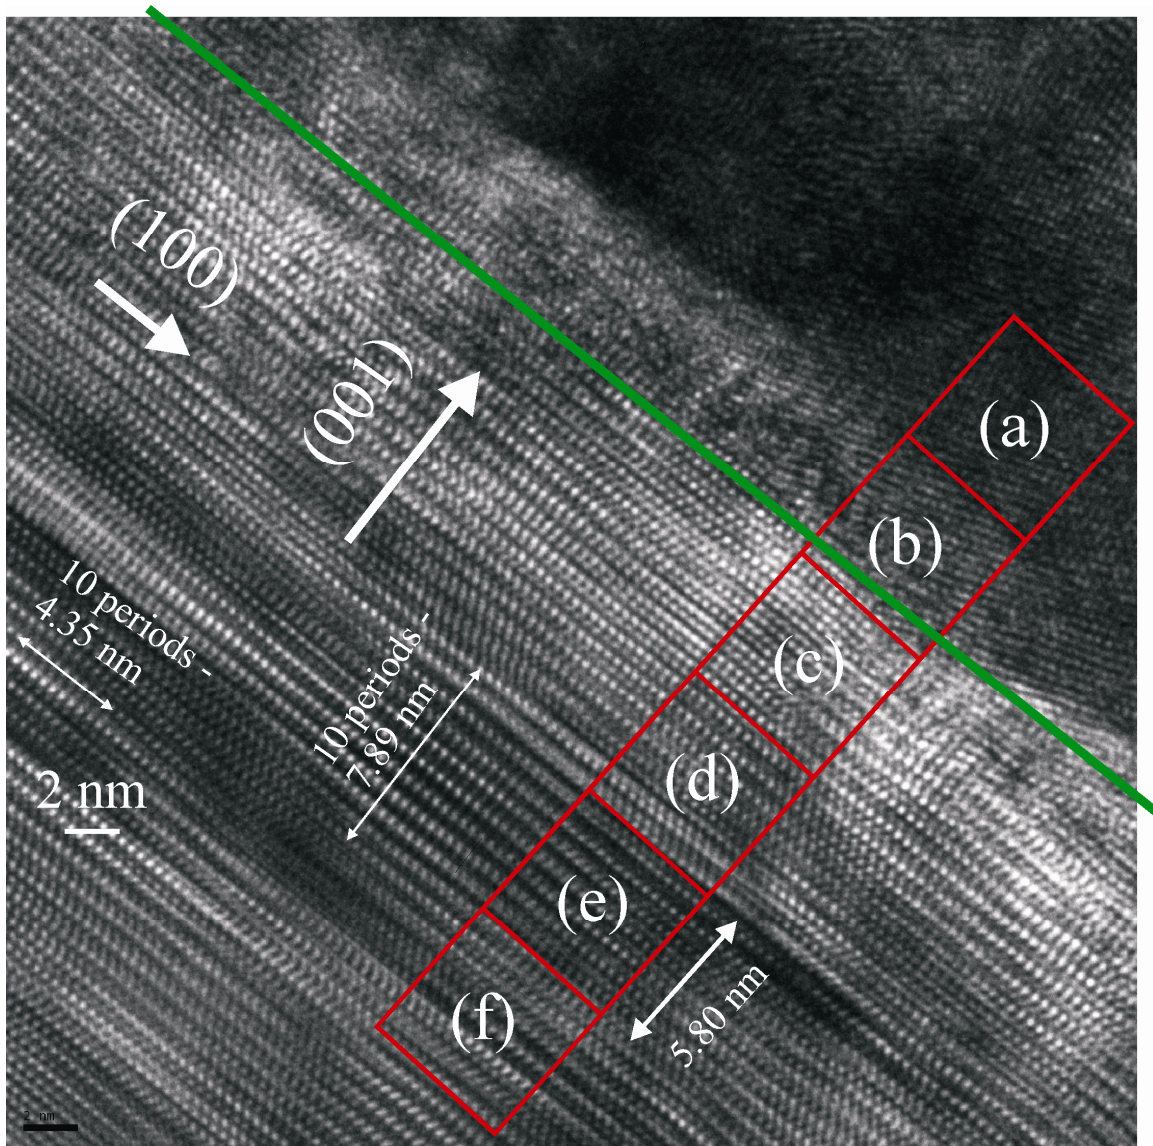 (100)
(001)
(a)
(b)
10 periods -
4.35 nm
10 periods -
7.89 nm
(c)
(d)
2 nm
(e)
5.80 nm
(f)
2 nm